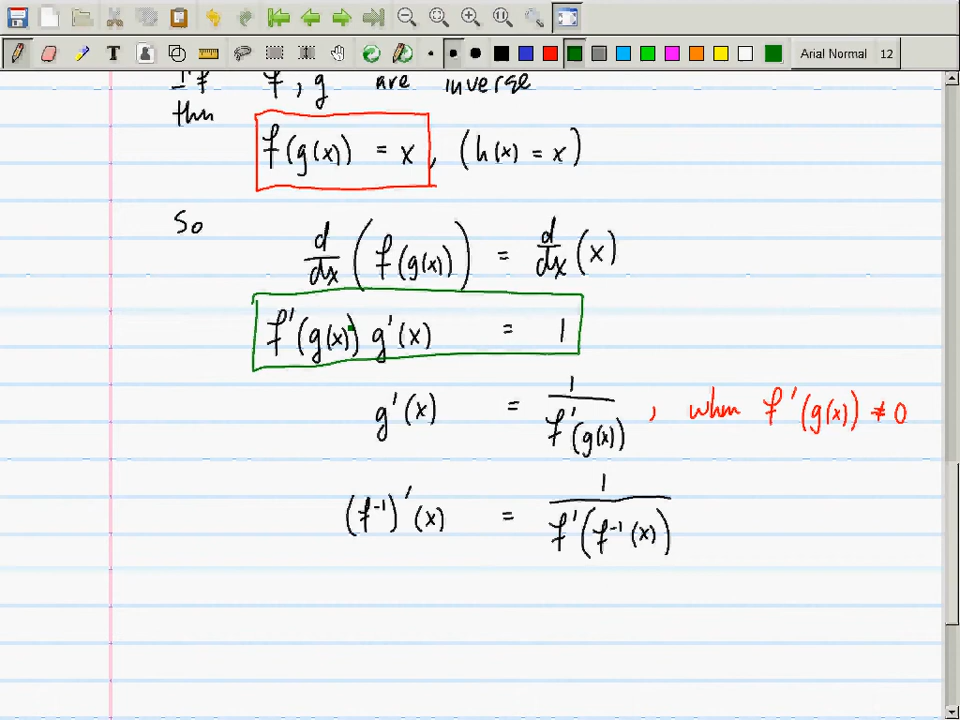 Arial Normal 12
If f, g are inverse
then
f(g(x)) = x, (h(x) = x)
So
d/dx (f(g(x))) = d/dx (x)
f'(g(x)) g'(x) = 1
g'(x) = 1/f'(g(x)), when f'(g(x)) ≠ 0
(f⁻¹)'(x) = 1/f'(f⁻¹(x))